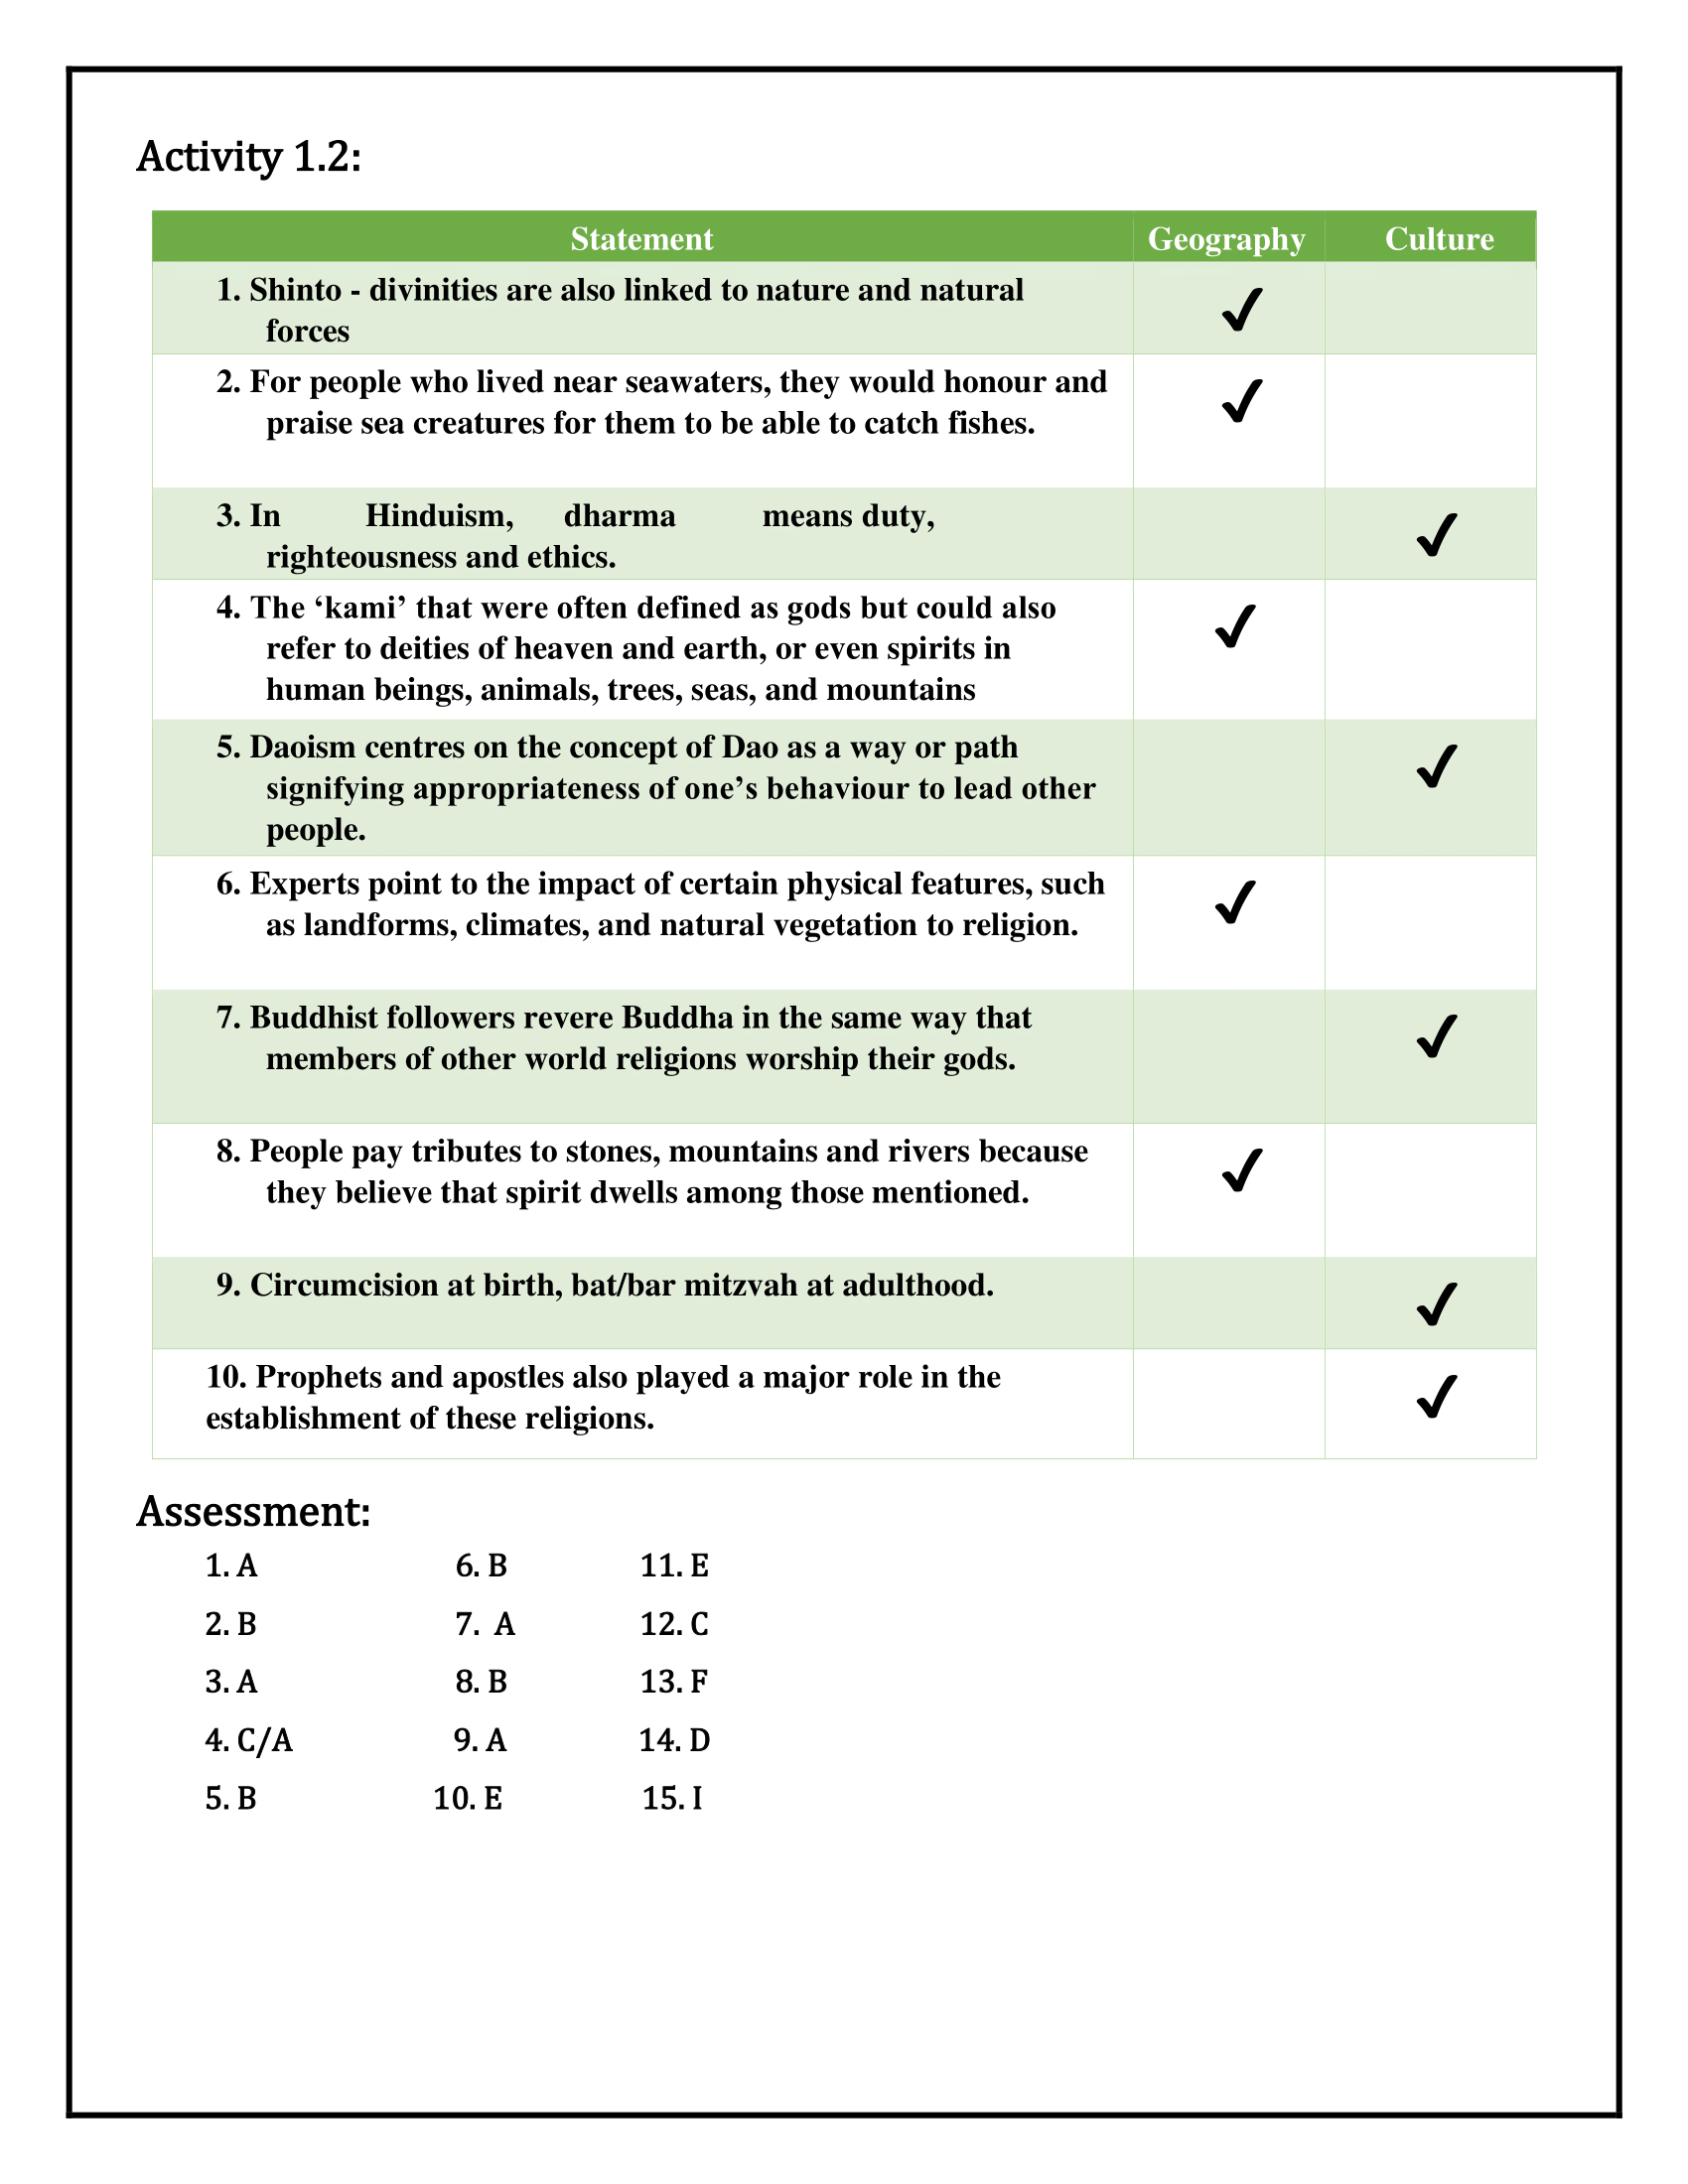 Activity 1.2:
Statement Geography Culture
1. Shinto - divinities are also linked to nature and natural
forces
✔
2. For people who lived near seawaters, they would honour and
praise sea creatures for them to be able to catch fishes.
✔
3. In Hinduism, dharma means duty,
righteousness and ethics.
✔
4. The ‘kami’ that were often defined as gods but could also
refer to deities of heaven and earth, or even spirits in
human beings, animals, trees, seas, and mountains
✔
5. Daoism centres on the concept of Dao as a way or path
signifying appropriateness of one’s behaviour to lead other
people.
✔
6. Experts point to the impact of certain physical features, such
as landforms, climates, and natural vegetation to religion.
✔
7. Buddhist followers revere Buddha in the same way that
members of other world religions worship their gods.
✔
8. People pay tributes to stones, mountains and rivers because
they believe that spirit dwells among those mentioned.
✔
9. Circumcision at birth, bat/bar mitzvah at adulthood.
✔
10. Prophets and apostles also played a major role in the
establishment of these religions.
✔
Assessment:
1. A 6. B 11. E
2. B 7. A 12. C
3. A 8. B 13. F
4. C/A 9. A 14. D
5. B 10. E 15. I